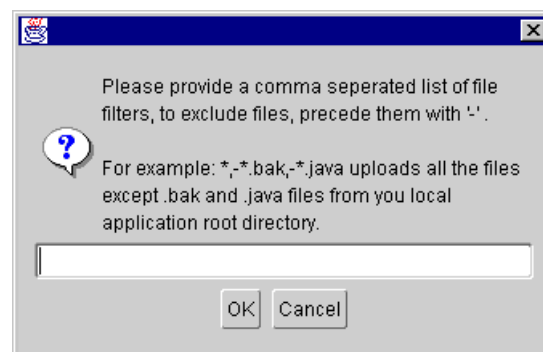 Please provide a comma seperated list of file
filters, to exclude files, precede them with '-' .
For example: *,-*.bak,-*.java uploads all the files
except .bak and .java files from you local
application root directory.
OK Cancel